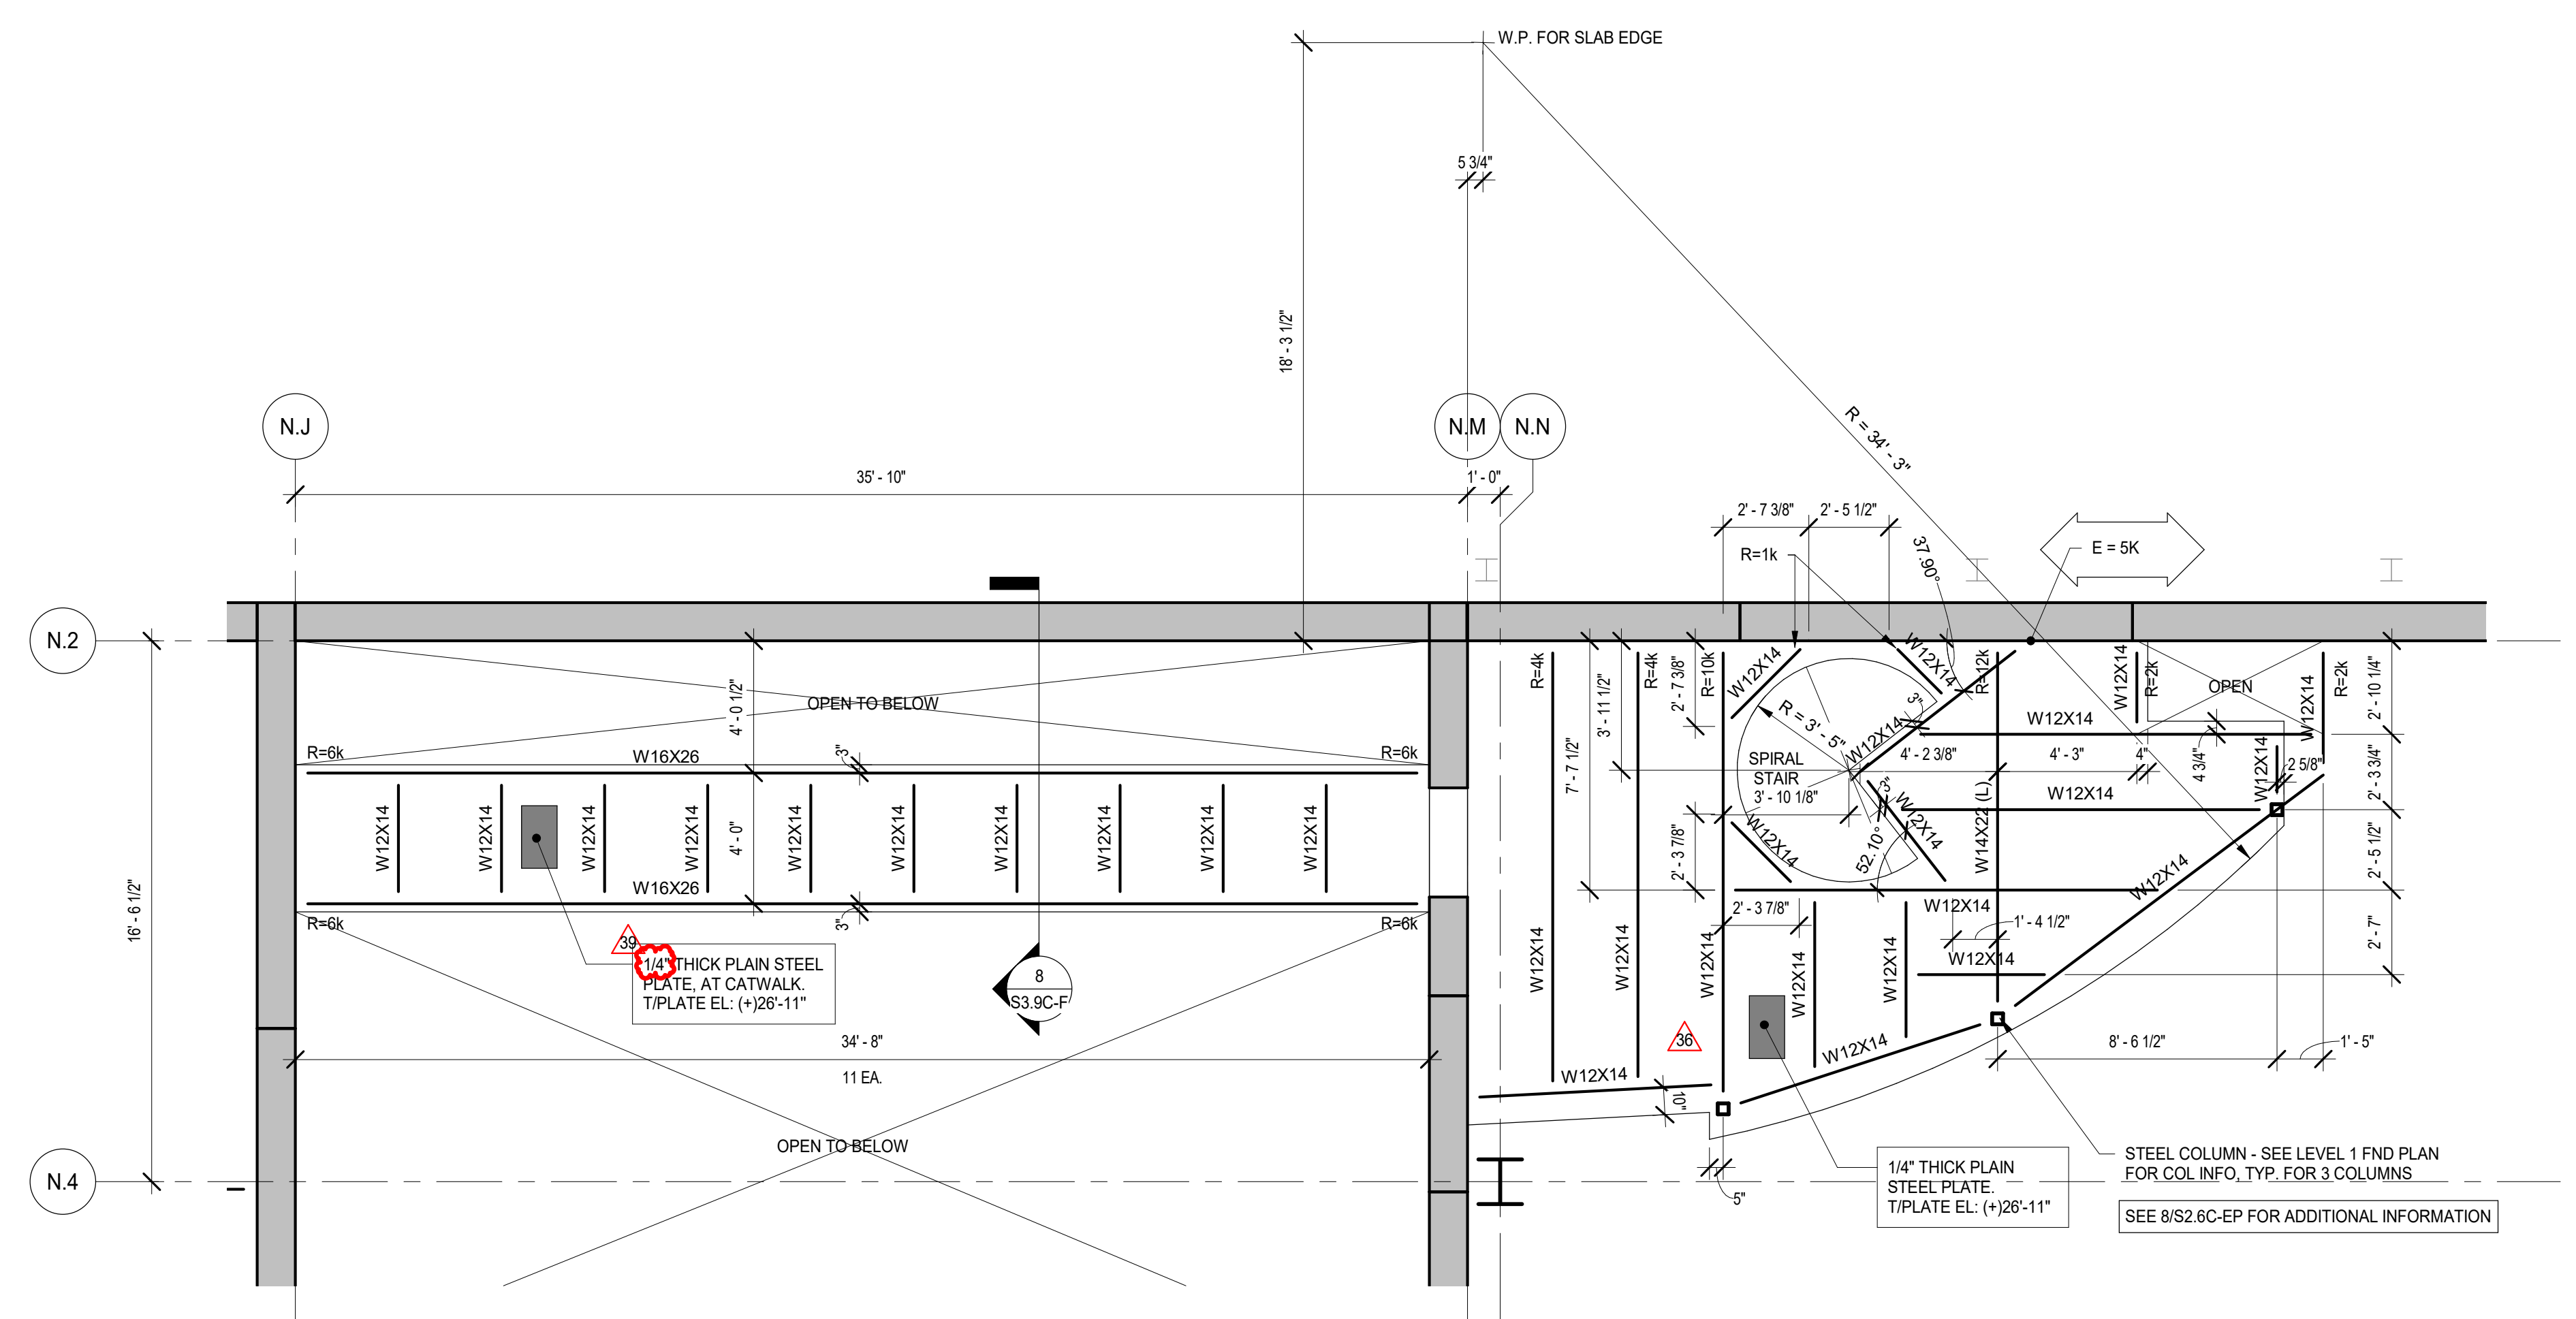 W.P. FOR SLAB EDGE
5 3/4"
18' - 3 1/2"
R = 34' - 3"
N.J
N.M
N.N
35' - 10"
1' - 0"
2' - 7 3/8"
2' - 5 1/2"
R=1k
37.90°
E = 5K
N.2
16' - 6 1/2"
N.4
OPEN TO BELOW
4' - 0 1/2"
3"
R=6k
W16X26
R=6k
W12X14
W12X14
W12X14
W12X14
4' - 0"
W12X14
W12X14
W12X14
W12X14
W12X14
W12X14
W16X26
R=6k
3"
R=6k
39
1/4" THICK PLAIN STEEL
PLATE, AT CATWALK.
T/PLATE EL: (+)26'-11"
8
S3.9C-F
34' - 8"
11 EA.
OPEN TO BELOW
R=4k
R=4k
R=10k
7' - 7 1/2"
3' - 11 1/2"
2' - 7 3/8"
2' - 3 7/8"
W12X14
W12X14
W12X14
W12X14
W12X14
R = 3' - 5"
SPIRAL
STAIR
3' - 10 1/8"
W12X14
3"
W12X14
3"
W12X14
52.10°
R=12k
W12X14
R=2k
OPEN
W12X14
R=2k
W12X14
4' - 2 3/8"
4' - 3"
4"
4 3/4"
W12X14
2 5/8"
W12X14
W14X22 (L)
2' - 10 1/4"
2' - 3 3/4"
2' - 5 1/2"
2' - 7"
W12X14
W12X14
1' - 4 1/2"
W12X14
2' - 3 7/8"
W12X14
W12X14
36
W12X14
10"
W12X14
8' - 6 1/2"
1' - 5"
5"
1/4" THICK PLAIN
STEEL PLATE.
T/PLATE EL: (+)26'-11"
STEEL COLUMN - SEE LEVEL 1 FND PLAN
FOR COL INFO, TYP. FOR 3 COLUMNS
SEE 8/S2.6C-EP FOR ADDITIONAL INFORMATION